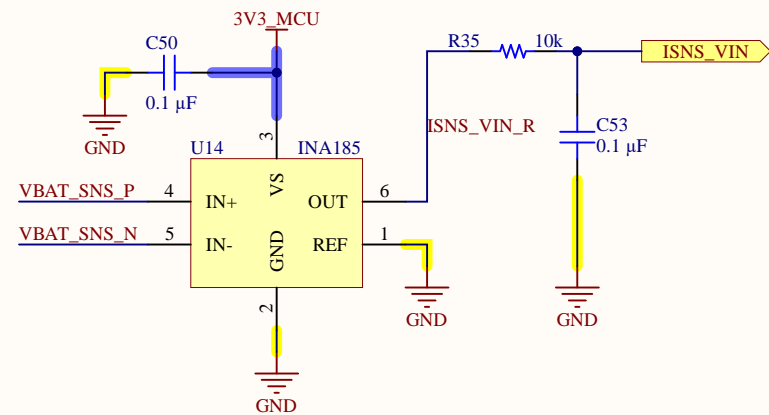 3V3_MCU
C50
0.1 µF
GND
R35
10k
ISNS_VIN
ISNS_VIN_R
C53
0.1 µF
GND
U14
INA185
3
VS
VBAT_SNS_P
4
IN+
OUT
6
VBAT_SNS_N
5
IN-
GND
REF
1
GND
2
GND